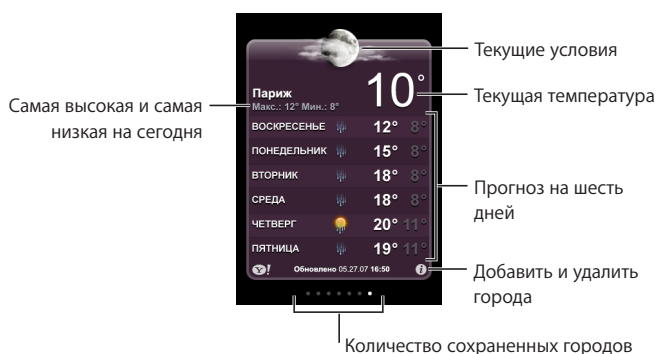 Текущие условия
Париж
10°
Макс.: 12° Мин.: 8°
Текущая температура
Самая высокая и самая
низкая на сегодня
ВОСКРЕСЕНЬЕ 12° 8°
ПОНЕДЕЛЬНИК 15° 8°
ВТОРНИК 18° 8°
СРЕДА 18° 8°
ЧЕТВЕРГ 20° 11°
ПЯТНИЦА 19° 11°
Прогноз на шесть
дней
Y! Обновлено 05.27.07 16:50 i
Добавить и удалить
города
Количество сохраненных городов